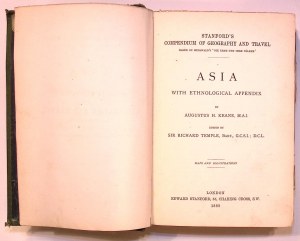 STANFORD'S
COMPENDIUM OF GEOGRAPHY AND TRAVEL
ASIA
WITH ETHNOLOGICAL APPENDIX
BY
AUGUSTUS H. KEANE, M.A.I.
EDITED BY
SIR RICHARD TEMPLE, Bart., G.C.S.I.; D.C.L.
MAPS AND ILLUSTRATIONS
LONDON
EDWARD STANFORD, 55, CHARING CROSS, S.W.